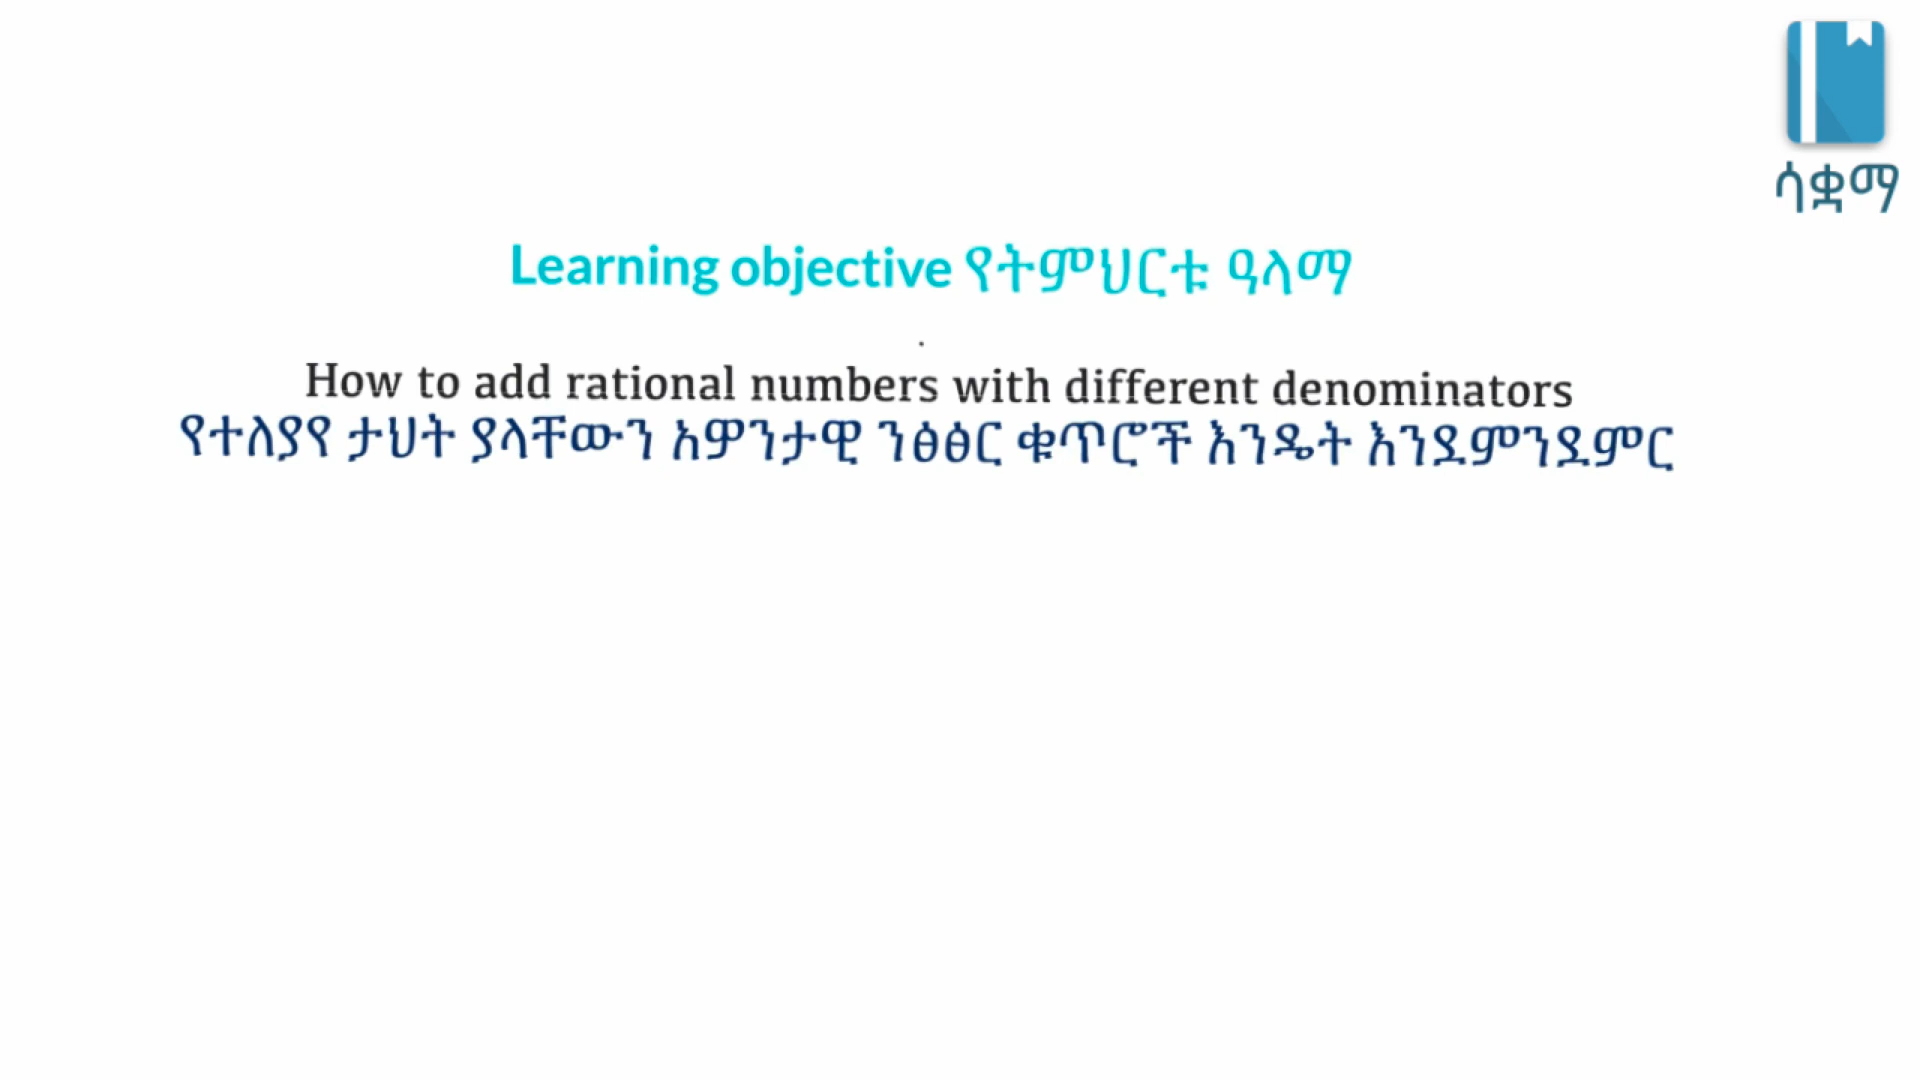 ሳቋማ
Learning objective የትምህርቱ ዓላማ
How to add rational numbers with different denominators
የተለያየ ታህት ያላቸውን አዎንታዊ ንፅፅር ቁጥሮች እንዴት እንደምንደምር